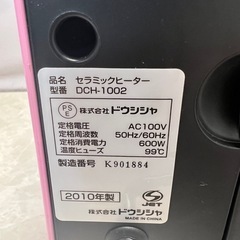 品名 セラミックヒーター
型番 DCH-1002
PS
E
株式会社 ドウシシャ
定格電圧 AC100V
定格周波数 50Hz/60Hz
定格消費電力 600W
温度ヒューズ 99℃
製造番号 K901884
2010年製
株式会社ドウシシャ
MADE IN CHINA
S
JET